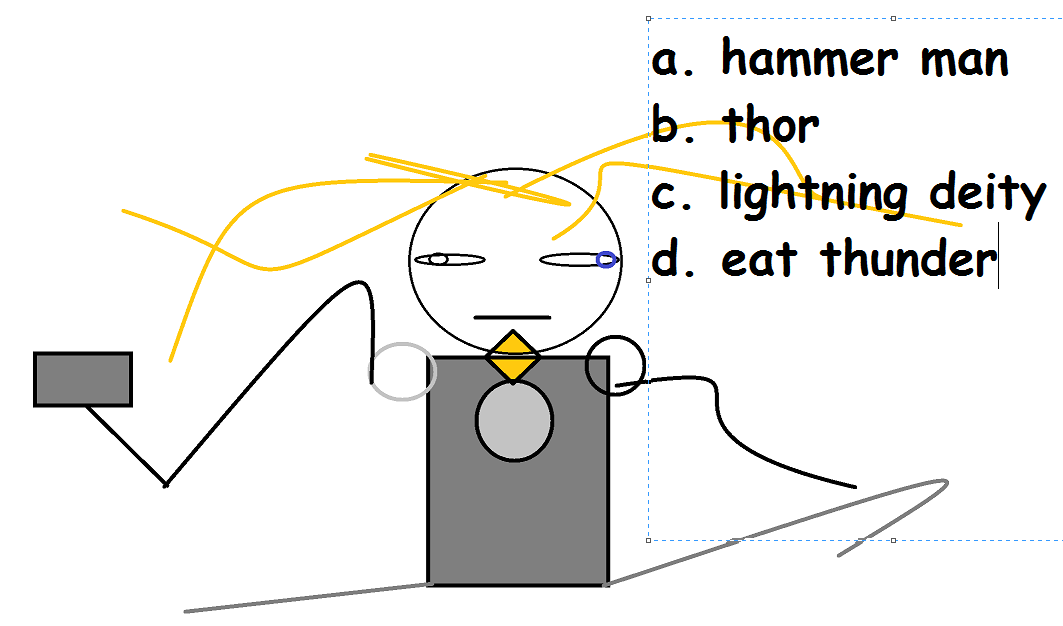 a. hammer man
b. thor
c. lightning deity
d. eat thunder